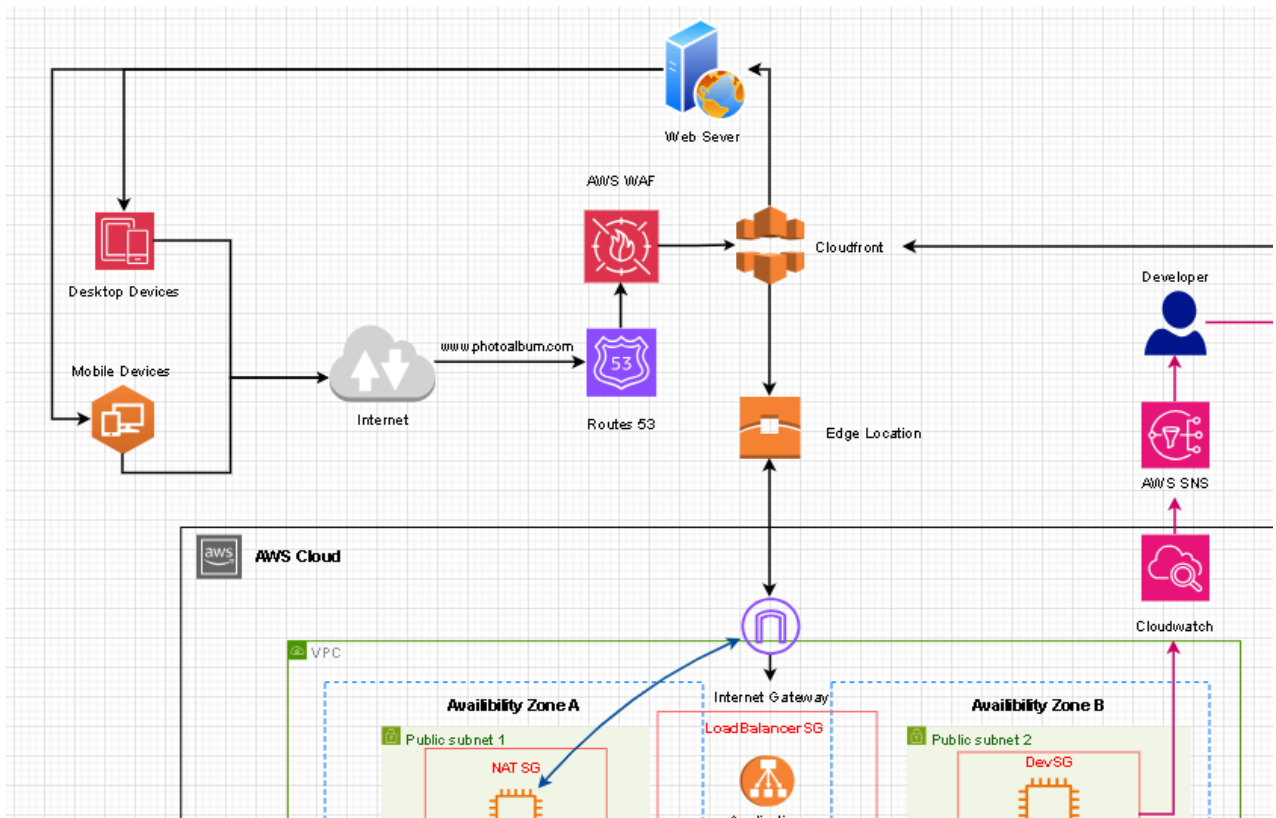 Web Sever
AWS WAF
Cloudfront
Developer
Desktop Devices
www.photoalbum.com
53
Mobile Devices
Internet
Routes 53
Edge Location
AWS SNS
aws
AWS Cloud
Cloudwatch
VPC
Internet Gateway
Availibility Zone A
Availibility Zone B
LoadBalancerSG
Public subnet 1
Public subnet 2
NAT SG
DevSG